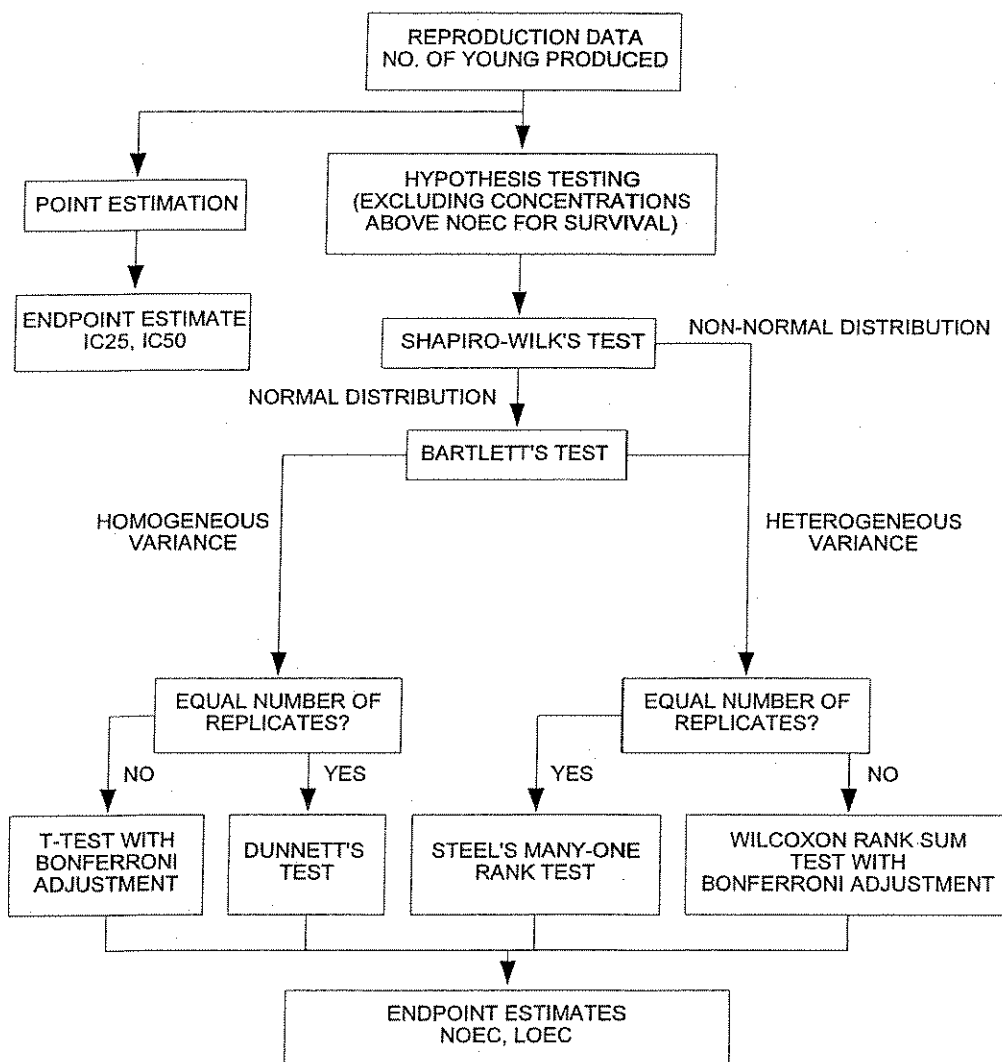 REPRODUCTION DATA
NO. OF YOUNG PRODUCED
POINT ESTIMATION
HYPOTHESIS TESTING
(EXCLUDING CONCENTRATIONS
ABOVE NOEC FOR SURVIVAL)
ENDPOINT ESTIMATE
IC25, IC50
SHAPIRO-WILK'S TEST
NON-NORMAL DISTRIBUTION
NORMAL DISTRIBUTION
BARTLETT'S TEST
HOMOGENEOUS
VARIANCE
HETEROGENEOUS
VARIANCE
EQUAL NUMBER OF
REPLICATES?
EQUAL NUMBER OF
REPLICATES?
NO
YES
YES
NO
T-TEST WITH
BONFERRONI
ADJUSTMENT
DUNNETT'S
TEST
STEEL'S MANY-ONE
RANK TEST
WILCOXON RANK SUM
TEST WITH
BONFERRONI ADJUSTMENT
ENDPOINT ESTIMATES
NOEC, LOEC